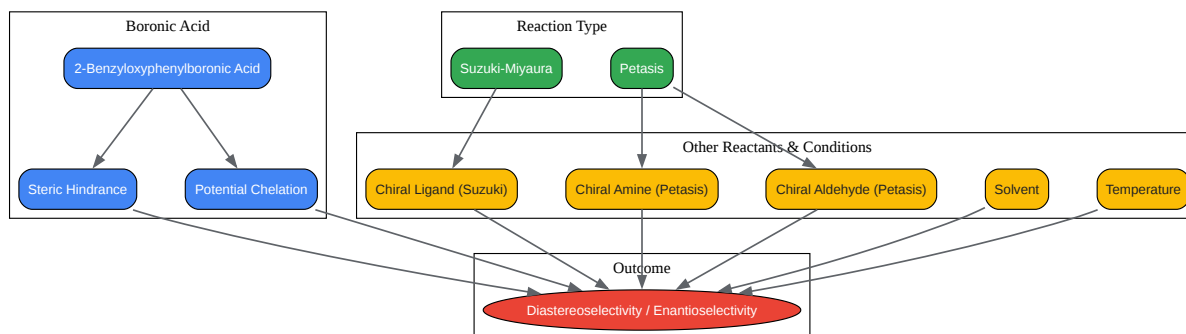 Boronic Acid
Reaction Type
2-Benzyloxyphenylboronic Acid
Suzuki-Miyaura
Petasis
Other Reactants & Conditions
Steric Hindrance
Potential Chelation
Chiral Ligand (Suzuki)
Chiral Amine (Petasis)
Chiral Aldehyde (Petasis)
Solvent
Temperature
Outcome
Diastereoselectivity / Enantioselectivity